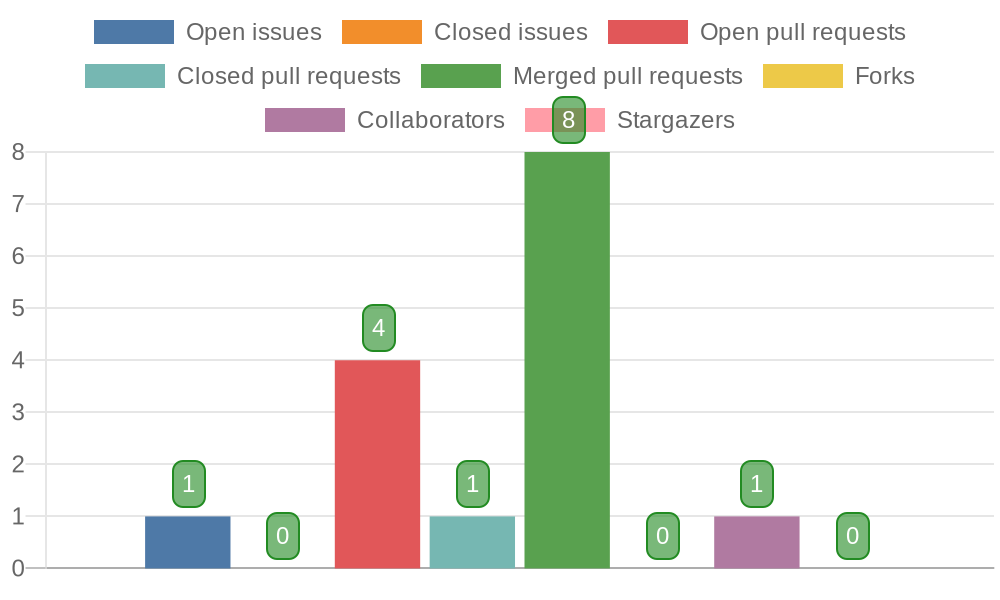 Open issues Closed issues Open pull requests
Closed pull requests Merged pull requests Forks
Collaborators Stargazers
8
8
7
6
5
4
4
3
2
1 1 1
1
0 0 0
0